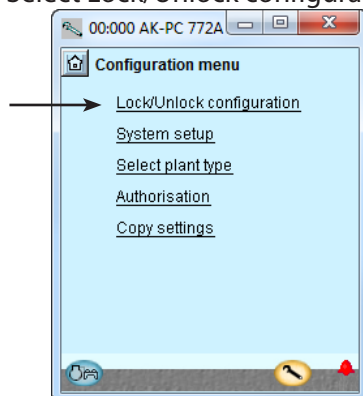 Select Lock/Unlock configura
00:000 AK-PC 772A
Configuration menu
Lock/Unlock configuration
System setup
Select plant type
Authorisation
Copy settings